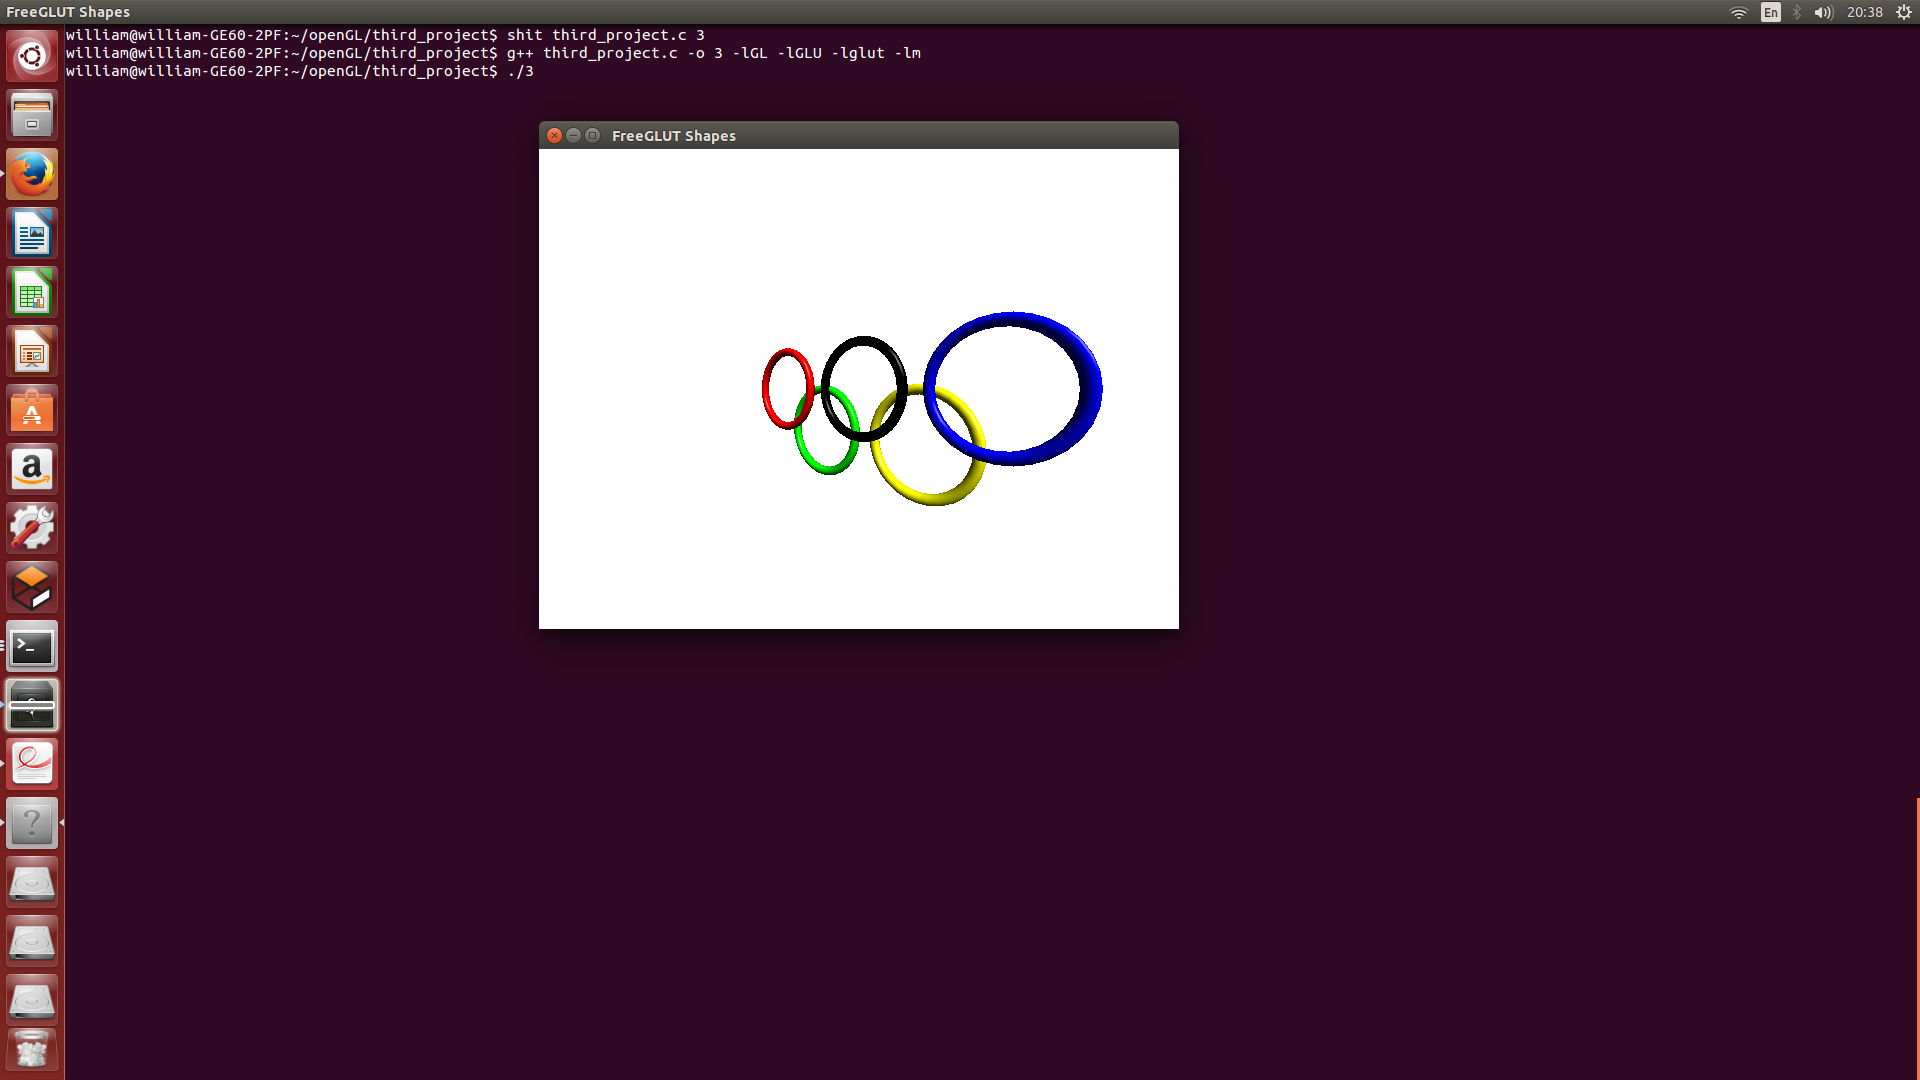 FreeGLUT Shapes
En
20:38
william@william-GE60-2PF:~/openGL/third_project$ shit third_project.c 3
william@william-GE60-2PF:~/openGL/third_project$ g++ third_project.c -o 3 -lGL -lGLU -lglut -lm
william@william-GE60-2PF:~/openGL/third_project$ ./3
FreeGLUT Shapes
a
>_
?